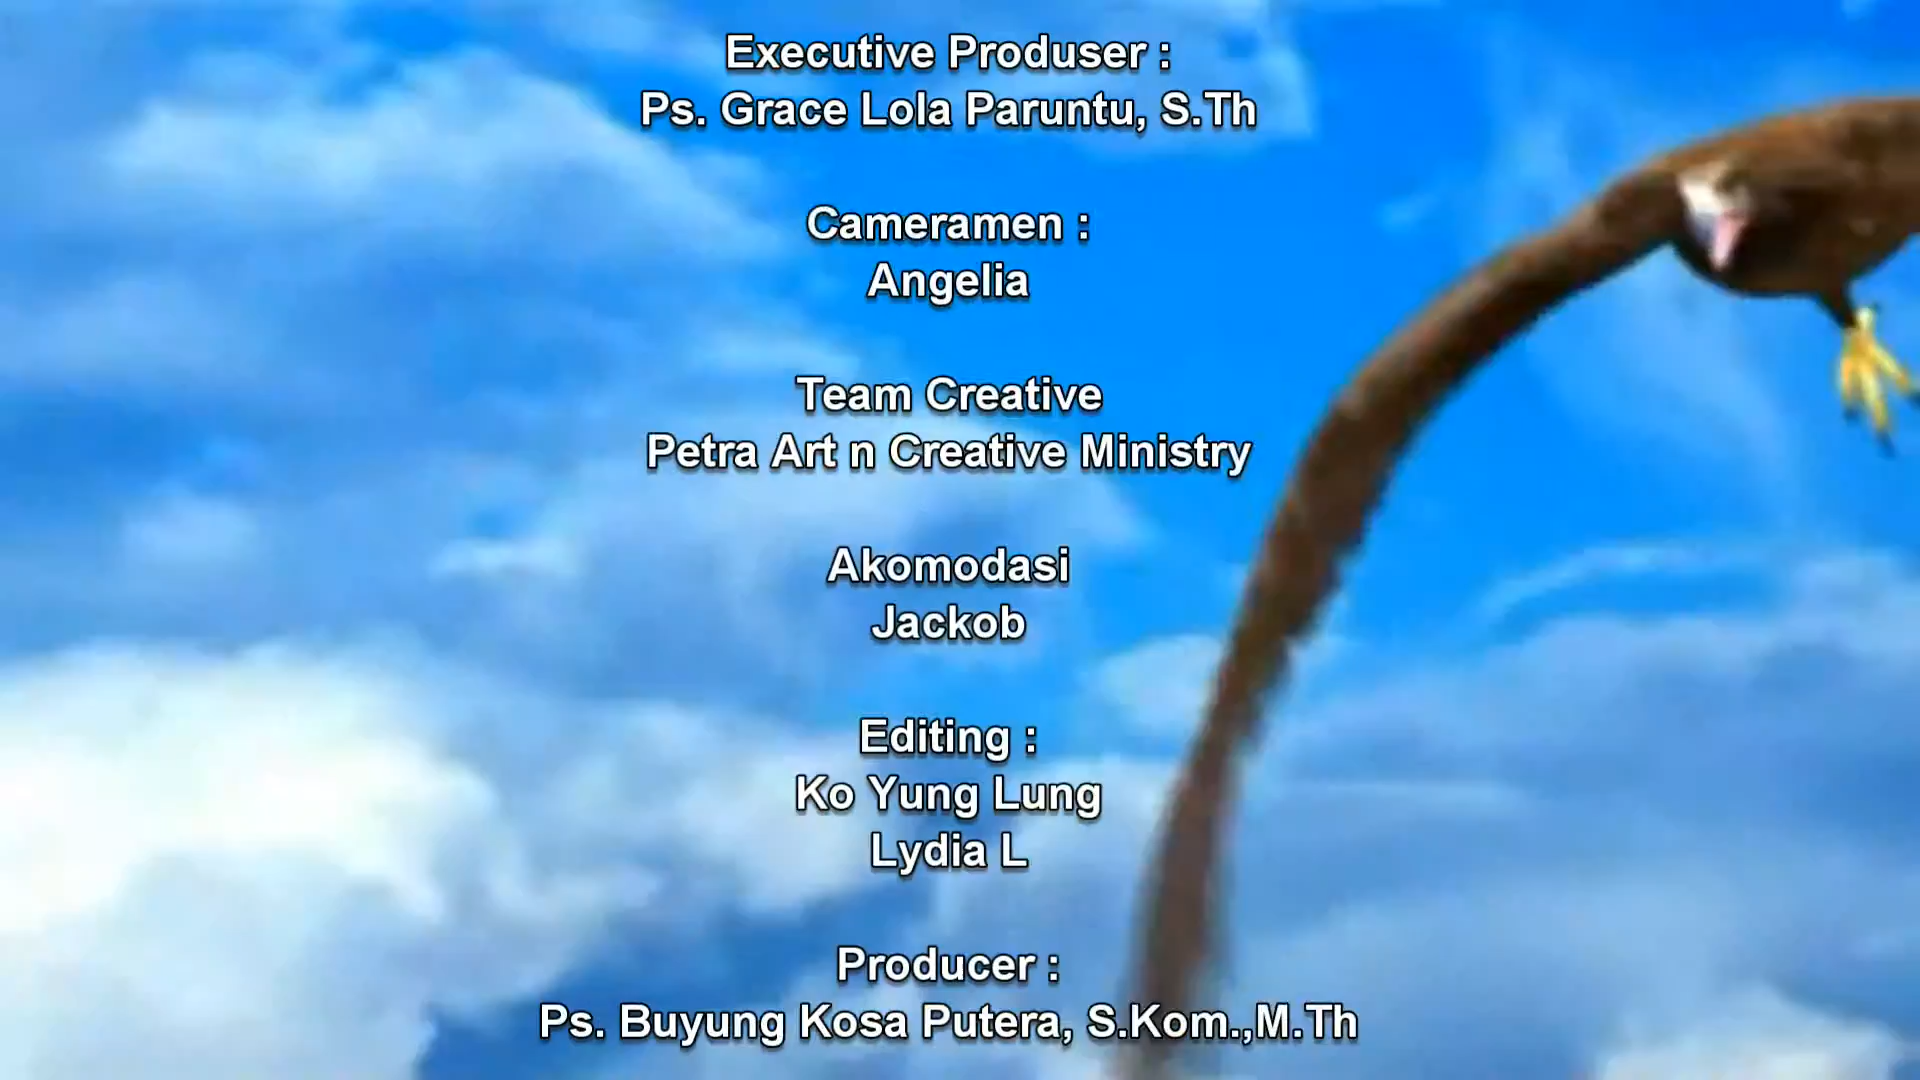 Executive Produser :
Ps. Grace Lola Paruntu, S.Th
Cameramen :
Angelia
Team Creative
Petra Art n Creative Ministry
Akomodasi
Jackob
Editing :
Ko Yung Lung
Lydia L
Producer :
Ps. Buyung Kosa Putera, S.Kom.,M.Th